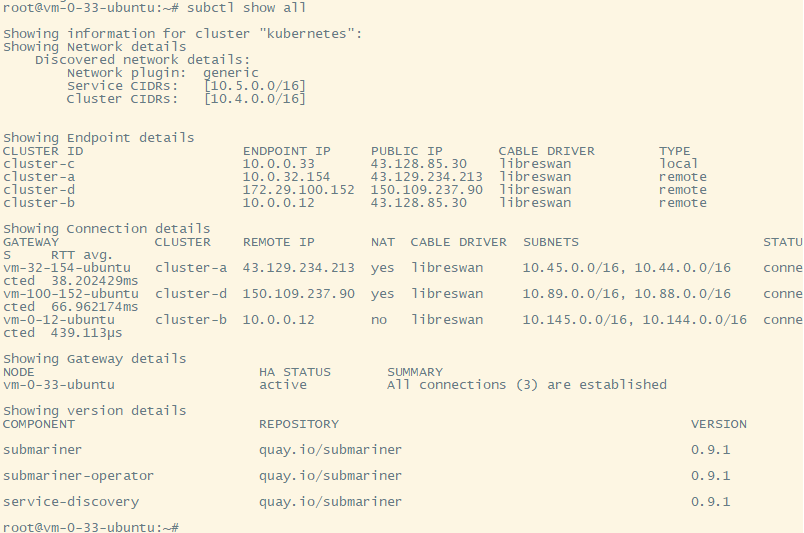 root@vm-0-33-ubuntu:~# subctl show all
Showing information for cluster "kubernetes":
Showing Network details
    Discovered network details:
        Network plugin:  generic
        Service CIDRs:   [10.5.0.0/16]
        Cluster CIDRs:   [10.4.0.0/16]
Showing Endpoint details
CLUSTER ID                    ENDPOINT IP     PUBLIC IP       CABLE DRIVER        TYPE
cluster-c                     10.0.0.33       43.128.85.30    libreswan           local
cluster-a                     10.0.32.154     43.129.234.213  libreswan           remote
cluster-d                     172.29.100.152  150.109.237.90  libreswan           remote
cluster-b                     10.0.0.12       43.128.85.30    libreswan           remote
Showing Connection details
GATEWAY            CLUSTER    REMOTE IP       NAT  CABLE DRIVER  SUBNETS                       STATU
S     RTT avg.
vm-32-154-ubuntu   cluster-a  43.129.234.213  yes  libreswan     10.45.0.0/16, 10.44.0.0/16    conne
cted  38.202429ms
vm-100-152-ubuntu  cluster-d  150.109.237.90  yes  libreswan     10.89.0.0/16, 10.88.0.0/16    conne
cted  66.962174ms
vm-0-12-ubuntu     cluster-b  10.0.0.12       no   libreswan     10.145.0.0/16, 10.144.0.0/16  conne
cted  439.113µs
Showing Gateway details
NODE                            HA STATUS       SUMMARY
vm-0-33-ubuntu                  active          All connections (3) are established
Showing version details
COMPONENT                       REPOSITORY                                            VERSION
submariner                      quay.io/submariner                                    0.9.1
submariner-operator             quay.io/submariner                                    0.9.1
service-discovery               quay.io/submariner                                    0.9.1
root@vm-0-33-ubuntu:~#